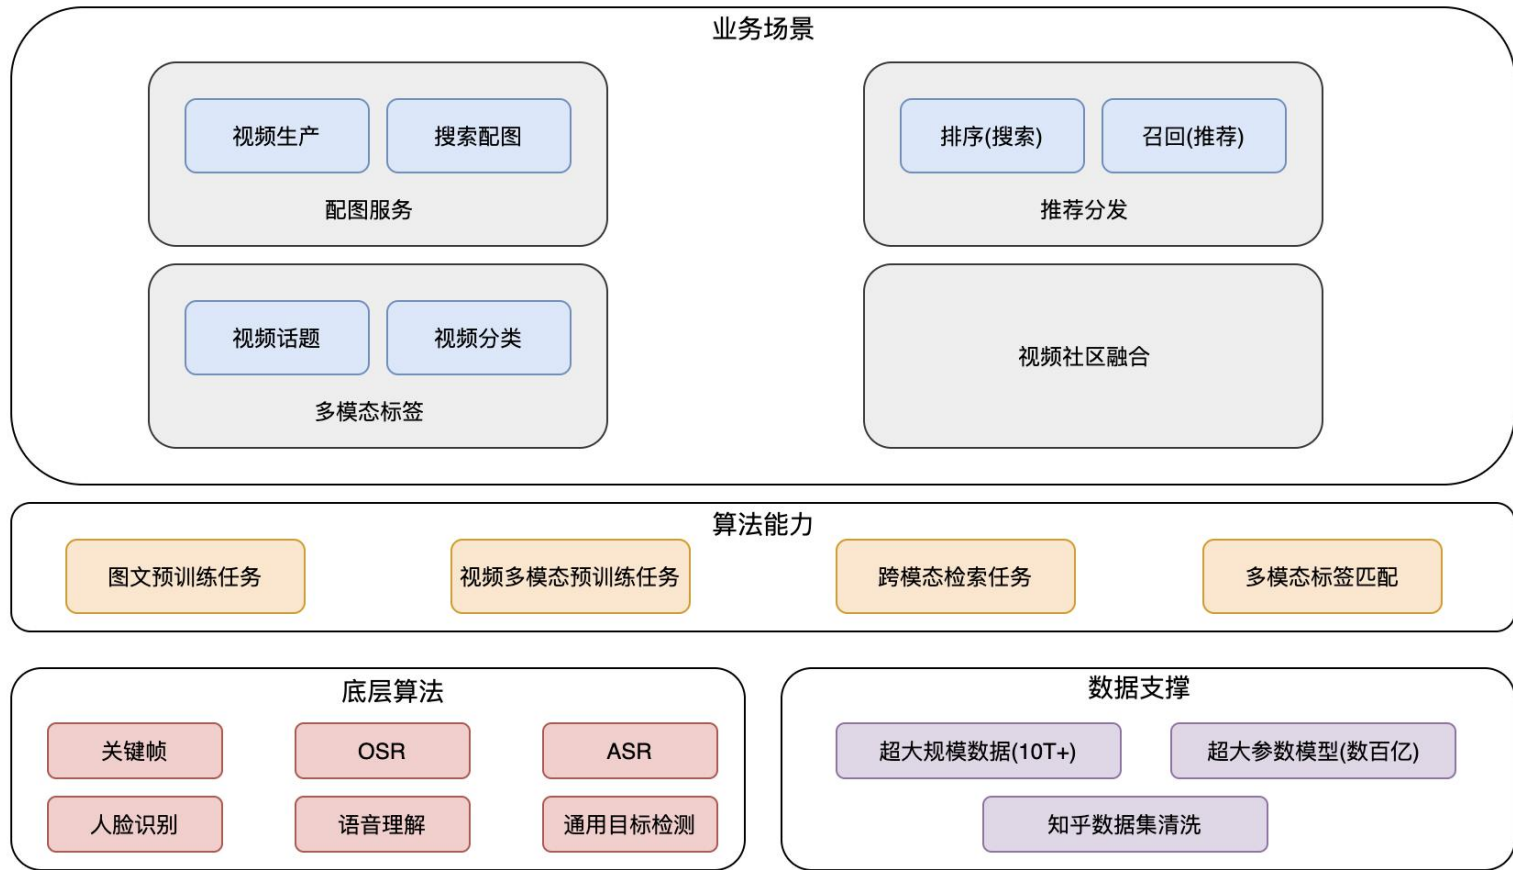 业务场景
视频生产
搜索配图
配图服务
排序(搜索)
召回(推荐)
推荐分发
视频话题
视频分类
多模态标签
视频社区融合
算法能力
图文预训练任务
视频多模态预训练任务
跨模态检索任务
多模态标签匹配
底层算法
关键帧
OSR
ASR
人脸识别
语音理解
通用目标检测
数据支撑
超大规模数据(10T+)
超大参数模型(数百亿)
知乎数据集清洗